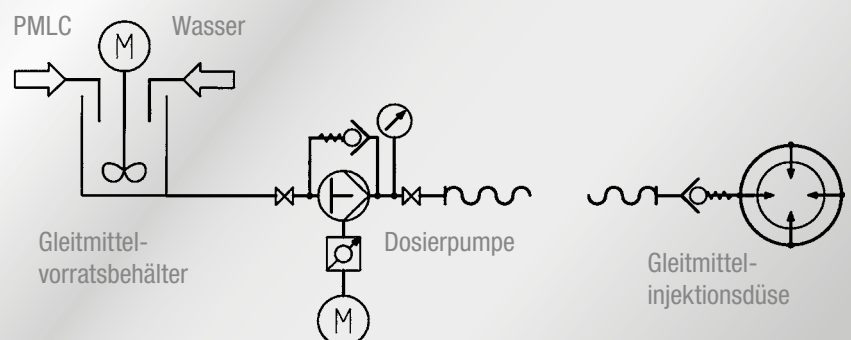 PMLC
Wasser
M
Gleitmittel-
vorratsbehälter
Dosierpumpe
M
Gleitmittel-
injektionsdüse